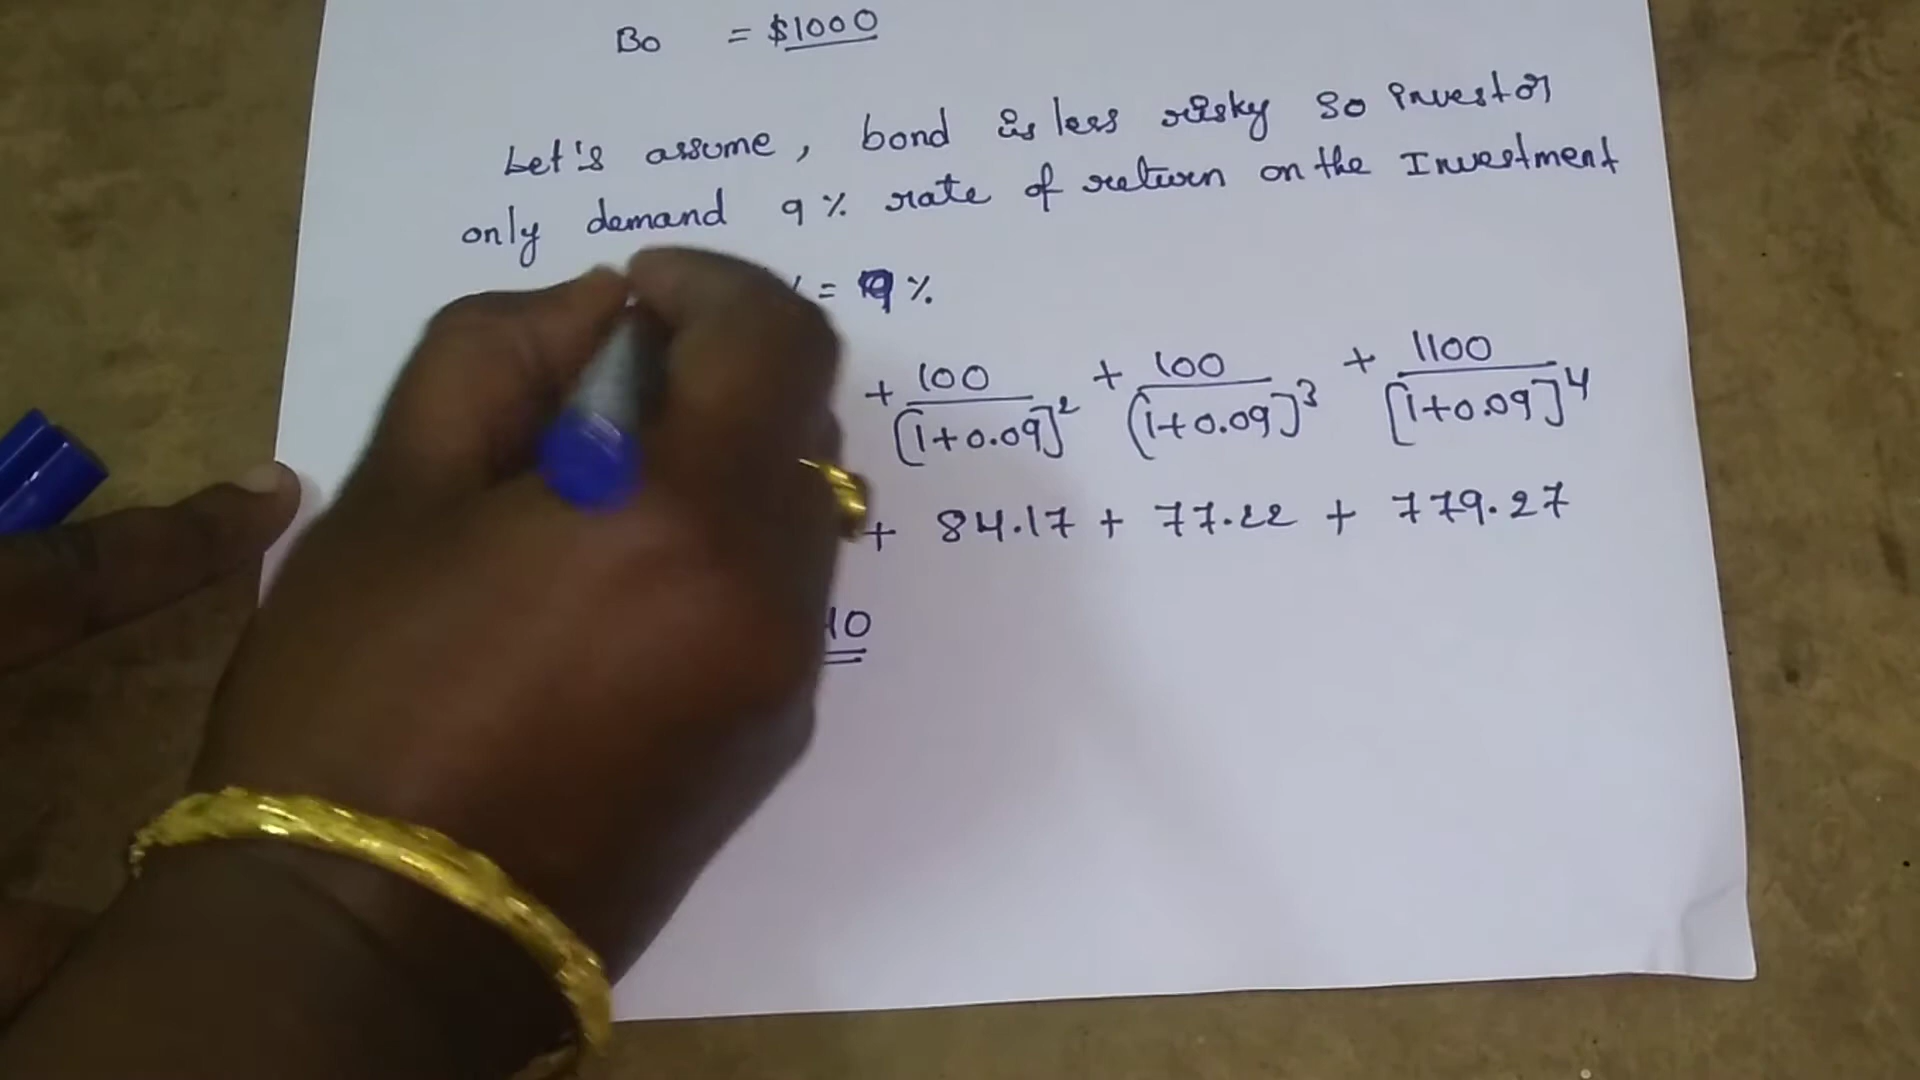 Bo = $1000
Let's assume, bond is less risky so investor
only demand 9% rate of return on the Investment
= 9%
+ 100/[1+0.09]² + 100/(1+0.09]³ + 1100/[1+0.09]⁴
+ 84.17 + 77.22 + 779.27
40